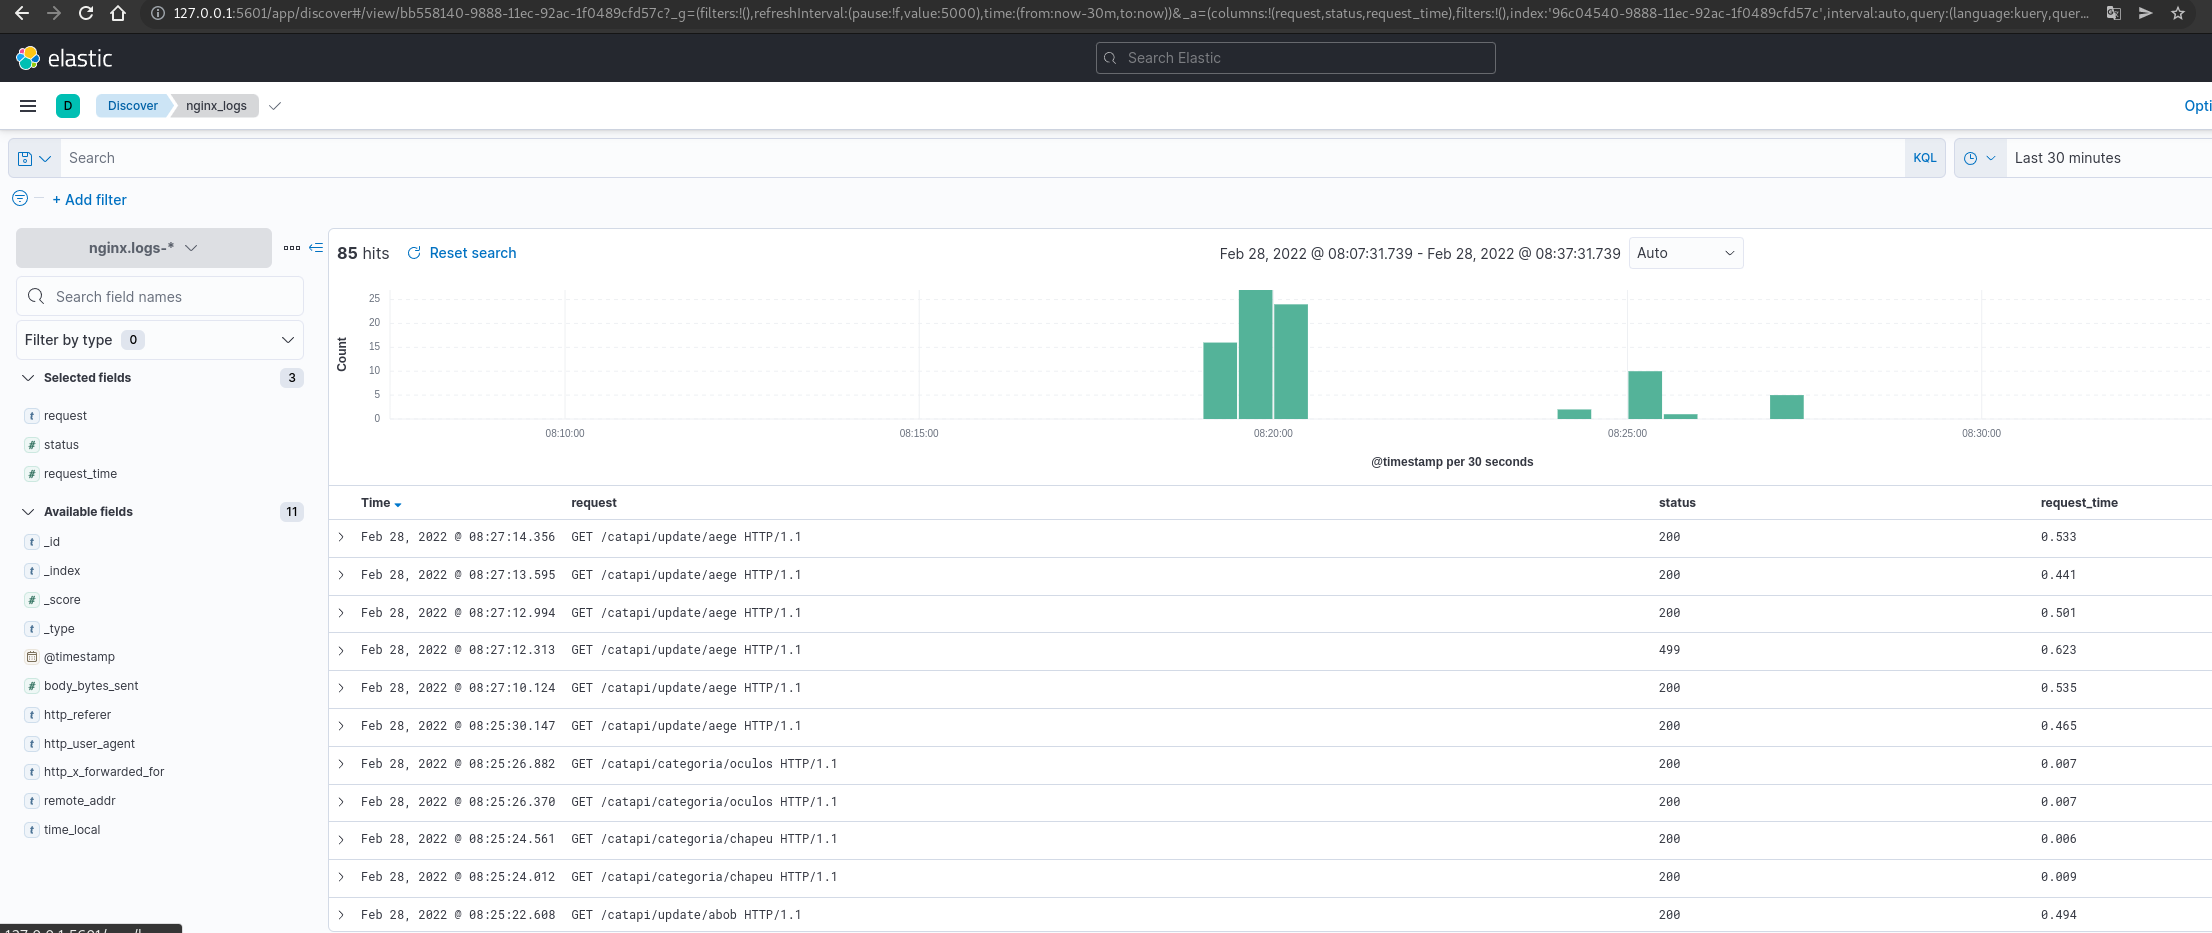 127.0.0.1:5601/app/discover#/view/bb558140-9888-11ec-92ac-1f0489cfd57c?_g=(filters:!(),refreshInterval:(pause:!f,value:5000),time:(from:now-30m,to:now))&_a=(columns:!(request,status,request_time),filters:!(),index:'96c04540-9888-11ec-92ac-1f0489cfd57c',interval:auto,query:(language:kuery,quer...
elastic
Search Elastic
D Discover nginx_logs
Opti
Search KQL Last 30 minutes
+ Add filter
nginx.logs-*
Search field names
Filter by type 0
Selected fields 3
t request
# status
# request_time
Available fields 11
t _id
t _index
# _score
t _type
@timestamp
# body_bytes_sent
t http_referer
t http_user_agent
t http_x_forwarded_for
t remote_addr
t time_local
85 hits Reset search Feb 28, 2022 @ 08:07:31.739 - Feb 28, 2022 @ 08:37:31.739 Auto
Count
25
20
15
10
5
0
08:10:00 08:15:00 08:20:00 08:25:00 08:30:00
@timestamp per 30 seconds
Time request status request_time
Feb 28, 2022 @ 08:27:14.356 GET /catapi/update/aege HTTP/1.1 200 0.533
Feb 28, 2022 @ 08:27:13.595 GET /catapi/update/aege HTTP/1.1 200 0.441
Feb 28, 2022 @ 08:27:12.994 GET /catapi/update/aege HTTP/1.1 200 0.501
Feb 28, 2022 @ 08:27:12.313 GET /catapi/update/aege HTTP/1.1 499 0.623
Feb 28, 2022 @ 08:27:10.124 GET /catapi/update/aege HTTP/1.1 200 0.535
Feb 28, 2022 @ 08:25:30.147 GET /catapi/update/aege HTTP/1.1 200 0.465
Feb 28, 2022 @ 08:25:26.882 GET /catapi/categoria/oculos HTTP/1.1 200 0.007
Feb 28, 2022 @ 08:25:26.370 GET /catapi/categoria/oculos HTTP/1.1 200 0.007
Feb 28, 2022 @ 08:25:24.561 GET /catapi/categoria/chapeu HTTP/1.1 200 0.006
Feb 28, 2022 @ 08:25:24.012 GET /catapi/categoria/chapeu HTTP/1.1 200 0.009
Feb 28, 2022 @ 08:25:22.608 GET /catapi/update/abob HTTP/1.1 200 0.494